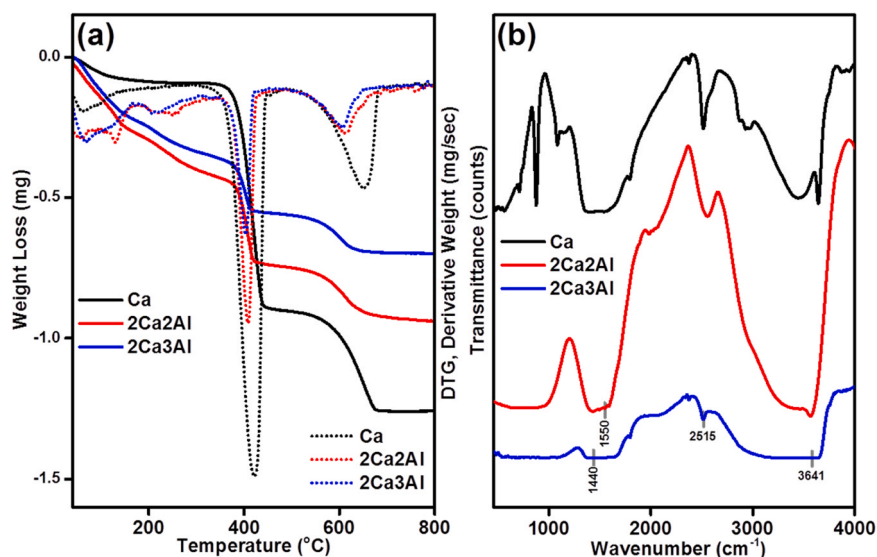 (a)
0.0
-0.5
-1.0
-1.5
Weight Loss (mg)
Ca
2Ca2Al
2Ca3Al
Ca
2Ca2Al
2Ca3Al
200
400
600
800
Temperature (°C)
DTG, Derivative Weight (mg/sec)
(b)
Transmittance (counts)
Ca
2Ca2Al
2Ca3Al
1440
1550
2515
3641
1000
2000
3000
4000
Wavenumber (cm⁻¹)